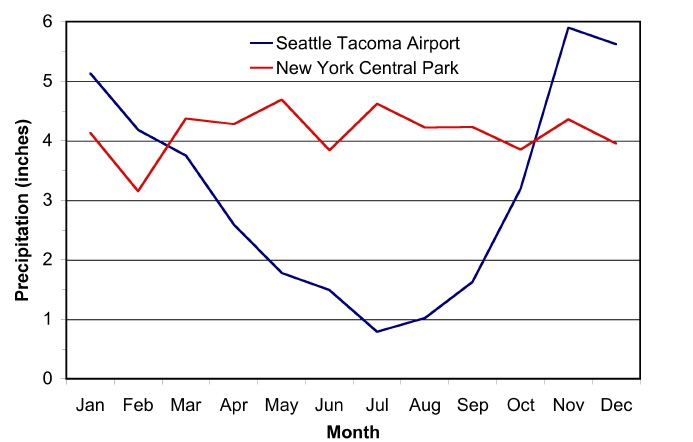 6
Seattle Tacoma Airport
New York Central Park
5
4
3
2
1
0
Precipitation (inches)
Jan Feb Mar Apr May Jun Jul Aug Sep Oct Nov Dec
Month